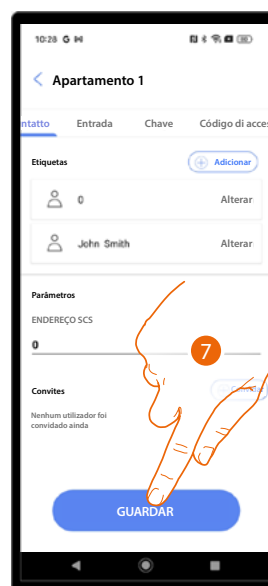 10:28 G
Apartamento 1
ntatto Entrada Chave Código di acces
Etiquetas Adicionar
0 Alterar
John Smith Alterar
Parâmetros
ENDEREÇO SCS
0
7
Convites
Nenhum utilizador foi
convidado ainda
GUARDAR